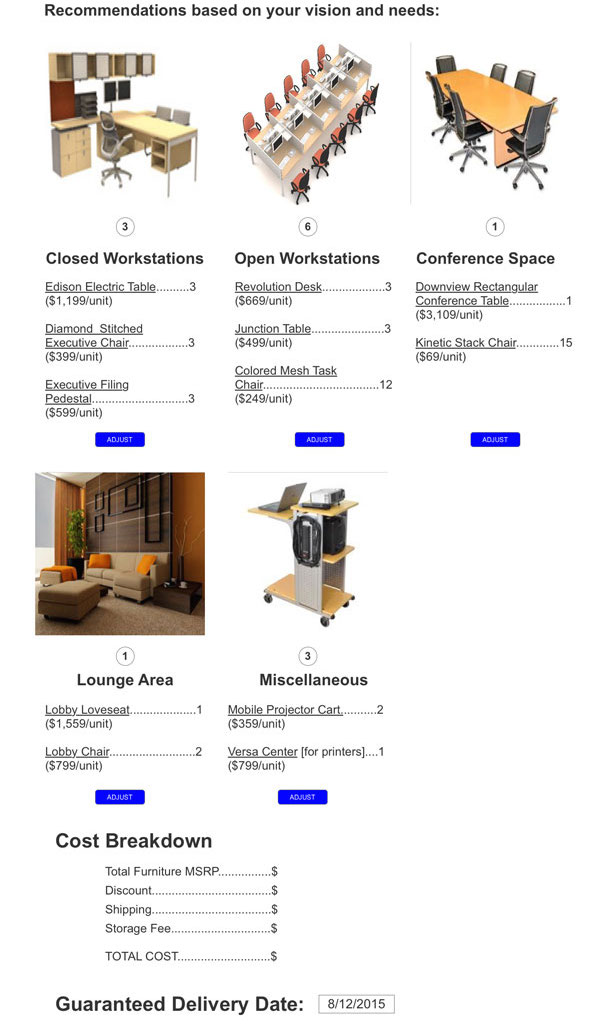 Recommendations based on your vision and needs:
3
Closed Workstations
Edison Electric Table..........3
($1,199/unit)
Diamond  Stitched
Executive Chair..................3
($399/unit)
Executive Filing
Pedestal.............................3
($599/unit)
ADJUST
6
Open Workstations
Revolution Desk...................3
($669/unit)
Junction Table......................3
($499/unit)
Colored Mesh Task
Chair...................................12
($249/unit)
ADJUST
1
Conference Space
Downview Rectangular
Conference Table.................1
($3,109/unit)
Kinetic Stack Chair.............15
($69/unit)
ADJUST
1
Lounge Area
Lobby Loveseat....................1
($1,559/unit)
Lobby Chair..........................2
($799/unit)
ADJUST
3
Miscellaneous
Mobile Projector Cart...........2
($359/unit)
Versa Center [for printers]....1
($799/unit)
ADJUST
Cost Breakdown
Total Furniture MSRP................$
Discount....................................$
Shipping....................................$
Storage Fee..............................$
TOTAL COST............................$
Guaranteed Delivery Date: 8/12/2015